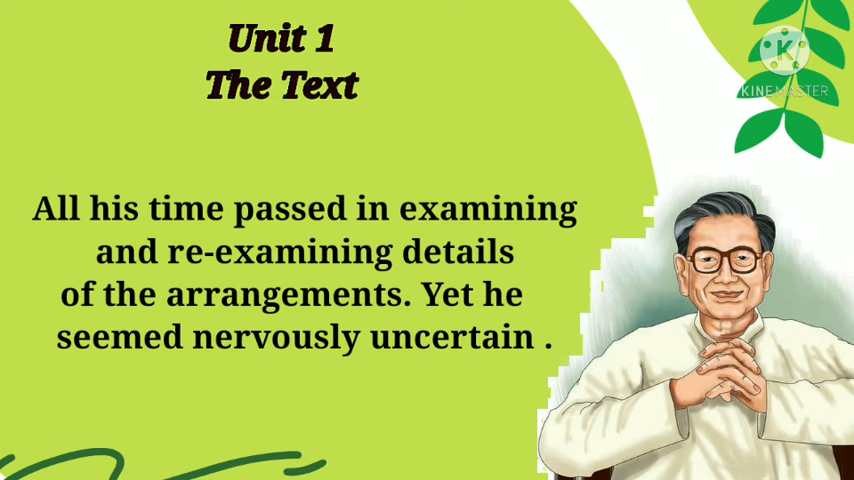 Unit 1
The Text
K
KINEMASTER
All his time passed in examining
and re-examining details
of the arrangements. Yet he
seemed nervously uncertain .